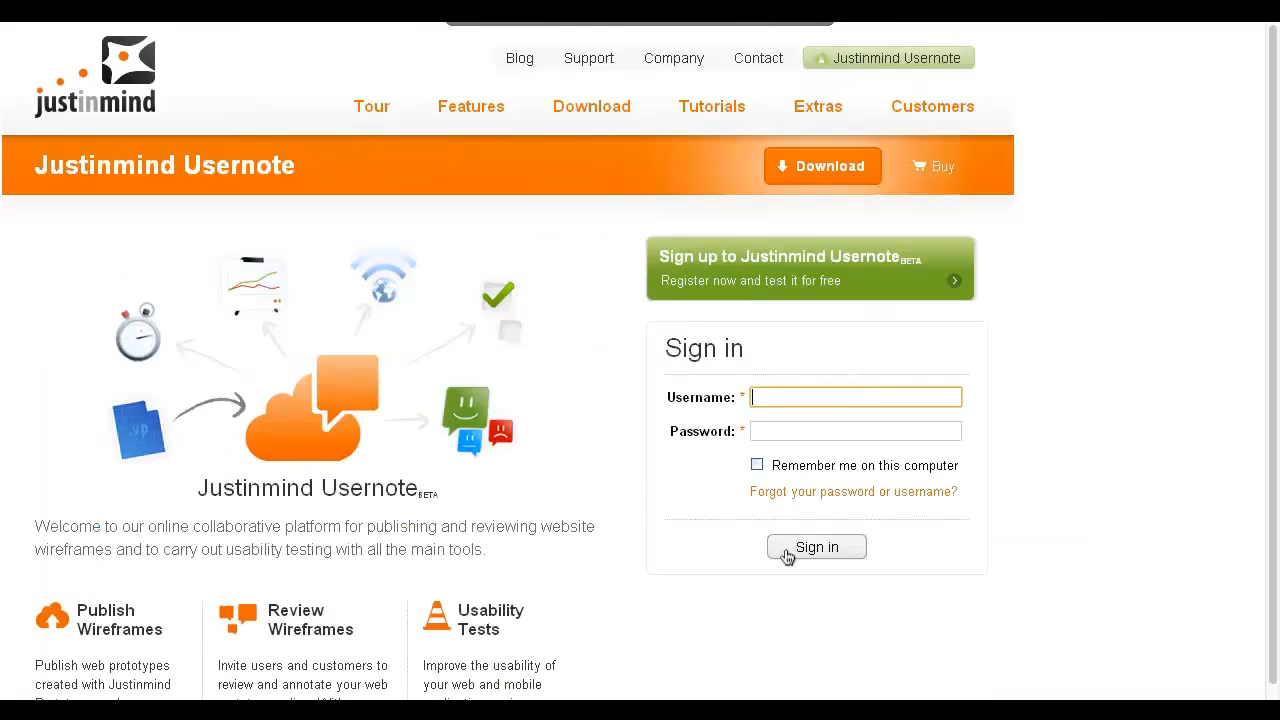 justinmind
Blog Support Company Contact Justinmind Usernote
Tour Features Download Tutorials Extras Customers
Justinmind Usernote
Download Buy
Sign up to Justinmind Usernote BETA
Register now and test it for free
.vp
Sign in
Username: *
Password: *
Remember me on this computer
Forgot your password or username?
Sign in
Justinmind Usernote BETA
Welcome to our online collaborative platform for publishing and reviewing website
wireframes and to carry out usability testing with all the main tools.
Publish
Wireframes
Publish web prototypes
created with Justinmind
Review
Wireframes
Invite users and customers to
review and annotate your web
Usability
Tests
Improve the usability of
your web and mobile